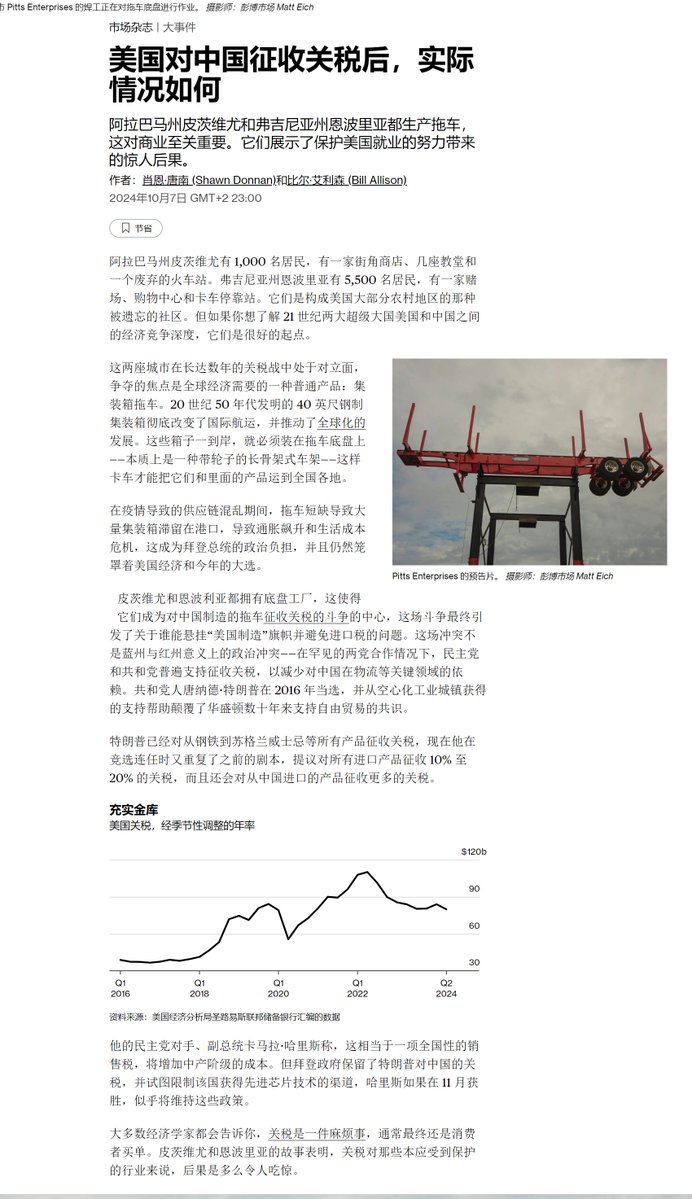 市 Pitts Enterprises 的焊工正在对拖车底盘进行作业。 摄影师：彭博市场 Matt Eich
市场杂志 | 大事件
美国对中国征收关税后，实际
情况如何
阿拉巴马州皮茨维尤和弗吉尼亚州恩波里亚都生产拖车，
这对商业至关重要。它们展示了保护美国就业的努力带来
的惊人后果。
作者：肖恩·唐南 (Shawn Donnan)和比尔·艾利森 (Bill Allison)
2024年10月7日 GMT+2 23:00
节省
阿拉巴马州皮茨维尤有 1,000 名居民，有一家街角商店、几座教堂和
一个废弃的火车站。弗吉尼亚州恩波里亚有 5,500 名居民，有一家赌
场、购物中心和卡车停靠站。它们是构成美国大部分农村地区的那种
被遗忘的社区。但如果你想了解 21 世纪两大超级大国美国和中国之间
的经济竞争深度，它们是很好的起点。
这两座城市在长达数年的关税战中处于对立面，
争夺的焦点是全球经济需要的一种普通产品：集
装箱拖车。20 世纪 50 年代发明的 40 英尺钢制
集装箱彻底改变了国际航运，并推动了全球化的
发展。这些箱子一到岸，就必须装在拖车底盘上
——本质上是一种带轮子的长骨架式车架——这样
卡车才能把它们和里面的产品运到全国各地。
在疫情导致的供应链混乱期间，拖车短缺导致大
量集装箱滞留在港口，导致通胀飙升和生活成本
危机，这成为拜登总统的政治负担，并且仍然笼
罩着美国经济和今年的大选。
Pitts Enterprises 的预告片。 摄影师：彭博市场 Matt Eich
皮茨维尤和恩波利亚都拥有底盘工厂，这使得
它们成为对中国制造的拖车征收关税的斗争的中心，这场斗争最终引
发了关于谁能悬挂“美国制造”旗帜并避免进口税的问题。这场冲突不
是蓝州与红州意义上的政治冲突——在罕见的两党合作情况下，民主党
和共和党普遍支持征收关税，以减少对中国在物流等关键领域的依
赖。共和党人唐纳德·特朗普在 2016 年当选，并从空心化工业城镇获得
的支持帮助颠覆了华盛顿数十年来支持自由贸易的共识。
特朗普已经对从钢铁到苏格兰威士忌等所有产品征收关税，现在他在
竞选连任时又重复了之前的剧本，提议对所有进口产品征收 10% 至
20% 的关税，而且还会对从中国进口的产品征收更多的关税。
充实金库
美国关税，经季节性调整的年率
$120b
90
60
30
Q1 Q1 Q1 Q1 Q2
2016 2018 2020 2022 2024
资料来源：美国经济分析局圣路易斯联邦储备银行汇编的数据
他的民主党对手、副总统卡马拉·哈里斯称，这相当于一项全国性的销
售税，将增加中产阶级的成本。但拜登政府保留了特朗普对中国的关
税，并试图限制该国获得先进芯片技术的渠道，哈里斯如果在 11 月获
胜，似乎将维持这些政策。
大多数经济学家都会告诉你，关税是一件麻烦事，通常最终还是消费
者买单。皮茨维尤和恩波里亚的故事表明，关税对那些本应受到保护
的行业来说，后果是多么令人吃惊。